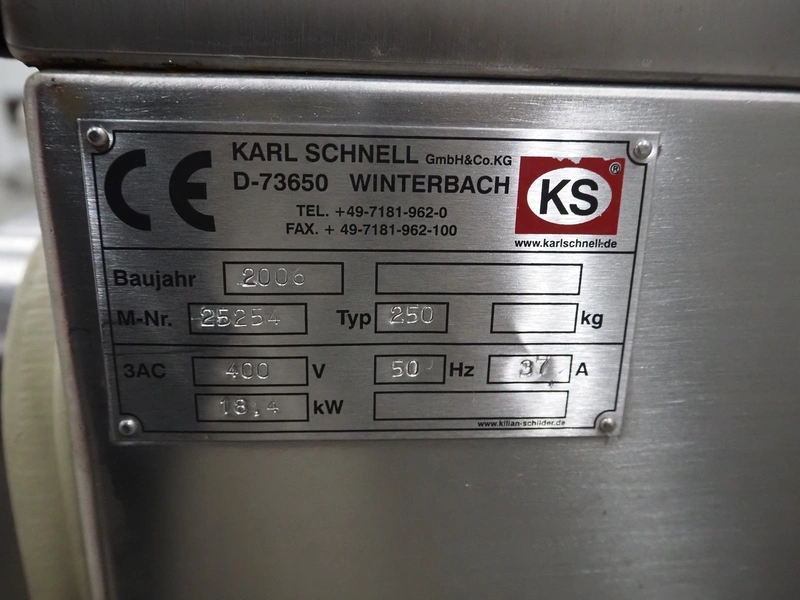 CE KARL SCHNELL GmbH&Co.KG
D-73650 WINTERBACH
TEL. +49-7181-962-0
FAX. + 49-7181-962-100
KS ®
www.karlschnell.de
Baujahr 2006
M-Nr. 25254 Typ 250 kg
3AC 400 V 50 Hz 37 A
18,4 kW
www.kilian-schilder.de